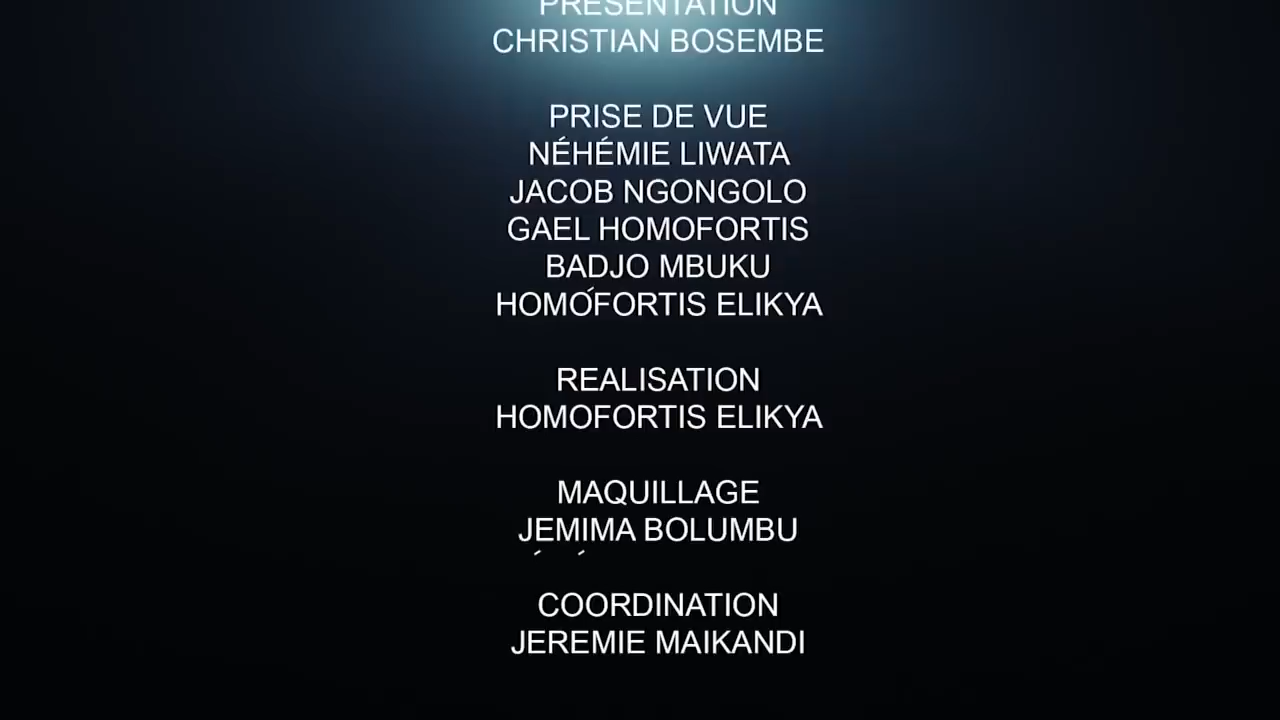 PRESENTATION
CHRISTIAN BOSEMBE
PRISE DE VUE
NÉHÉMIE LIWATA
JACOB NGONGOLO
GAEL HOMOFORTIS
BADJO MBUKU
HOMOFORTIS ELIKYA
REALISATION
HOMOFORTIS ELIKYA
MAQUILLAGE
JEMIMA BOLUMBU
COORDINATION
JEREMIE MAIKANDI